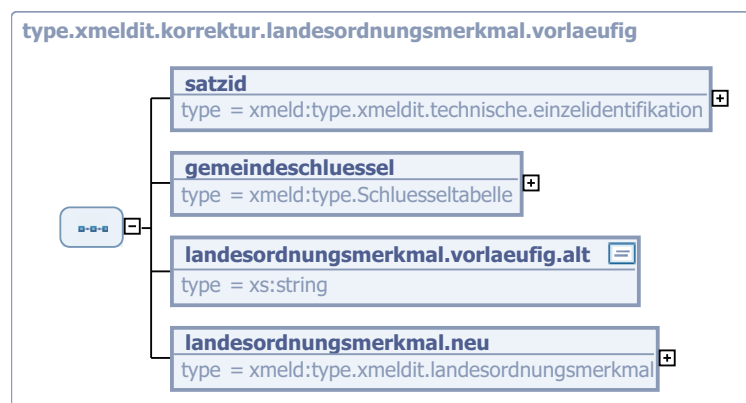 type.xmeldit.korrektur.landesordnungsmerkmal.vorlaeufig
satzid
type = xmeld:type.xmeldit.technische.einzelidentifikation
gemeindeschluessel
type = xmeld:type.Schluesseltabelle
landesordnungsmerkmal.vorlaeufig.alt
type = xs:string
landesordnungsmerkmal.neu
type = xmeld:type.xmeldit.landesordnungsmerkmal